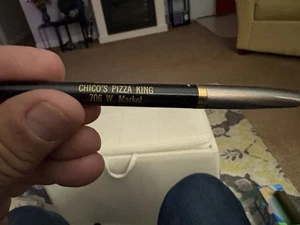 CHICO'S PIZZA KING
706 W. Market